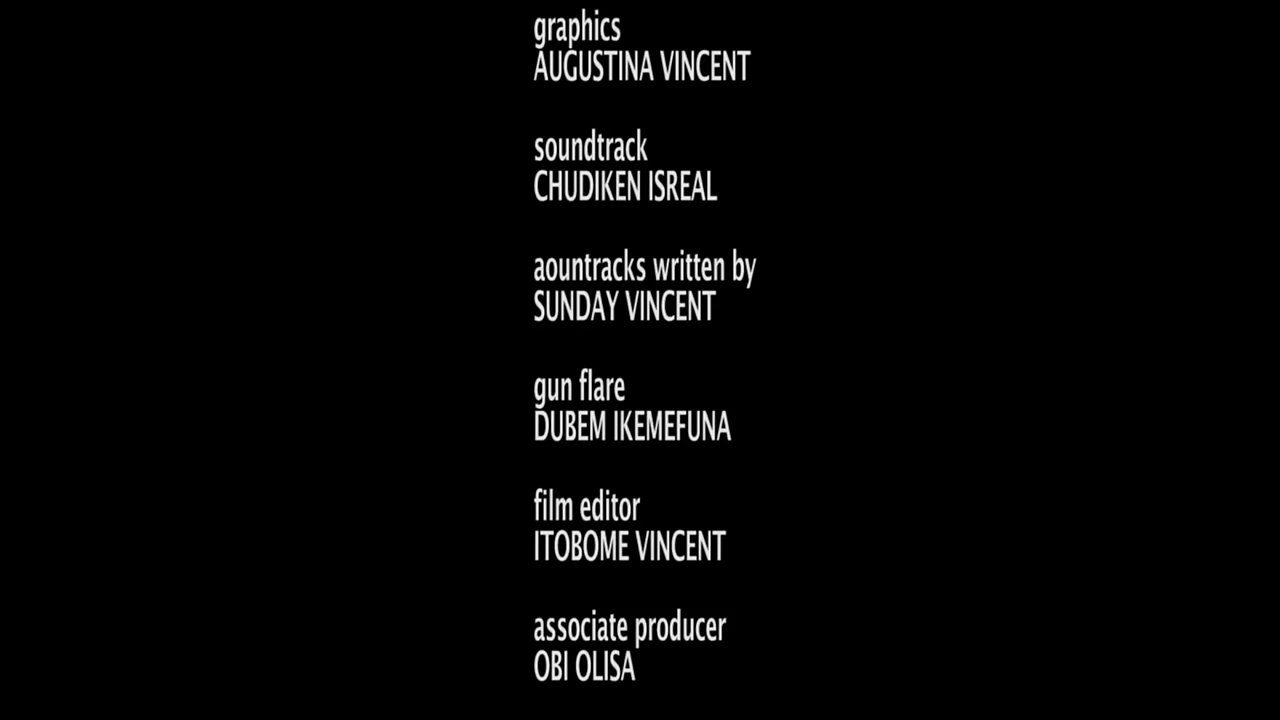 graphics
AUGUSTINA VINCENT
soundtrack
CHUDIKEN ISREAL
aountracks written by
SUNDAY VINCENT
gun flare
DUBEM IKEMEFUNA
film editor
ITOBOME VINCENT
associate producer
OBI OLISA